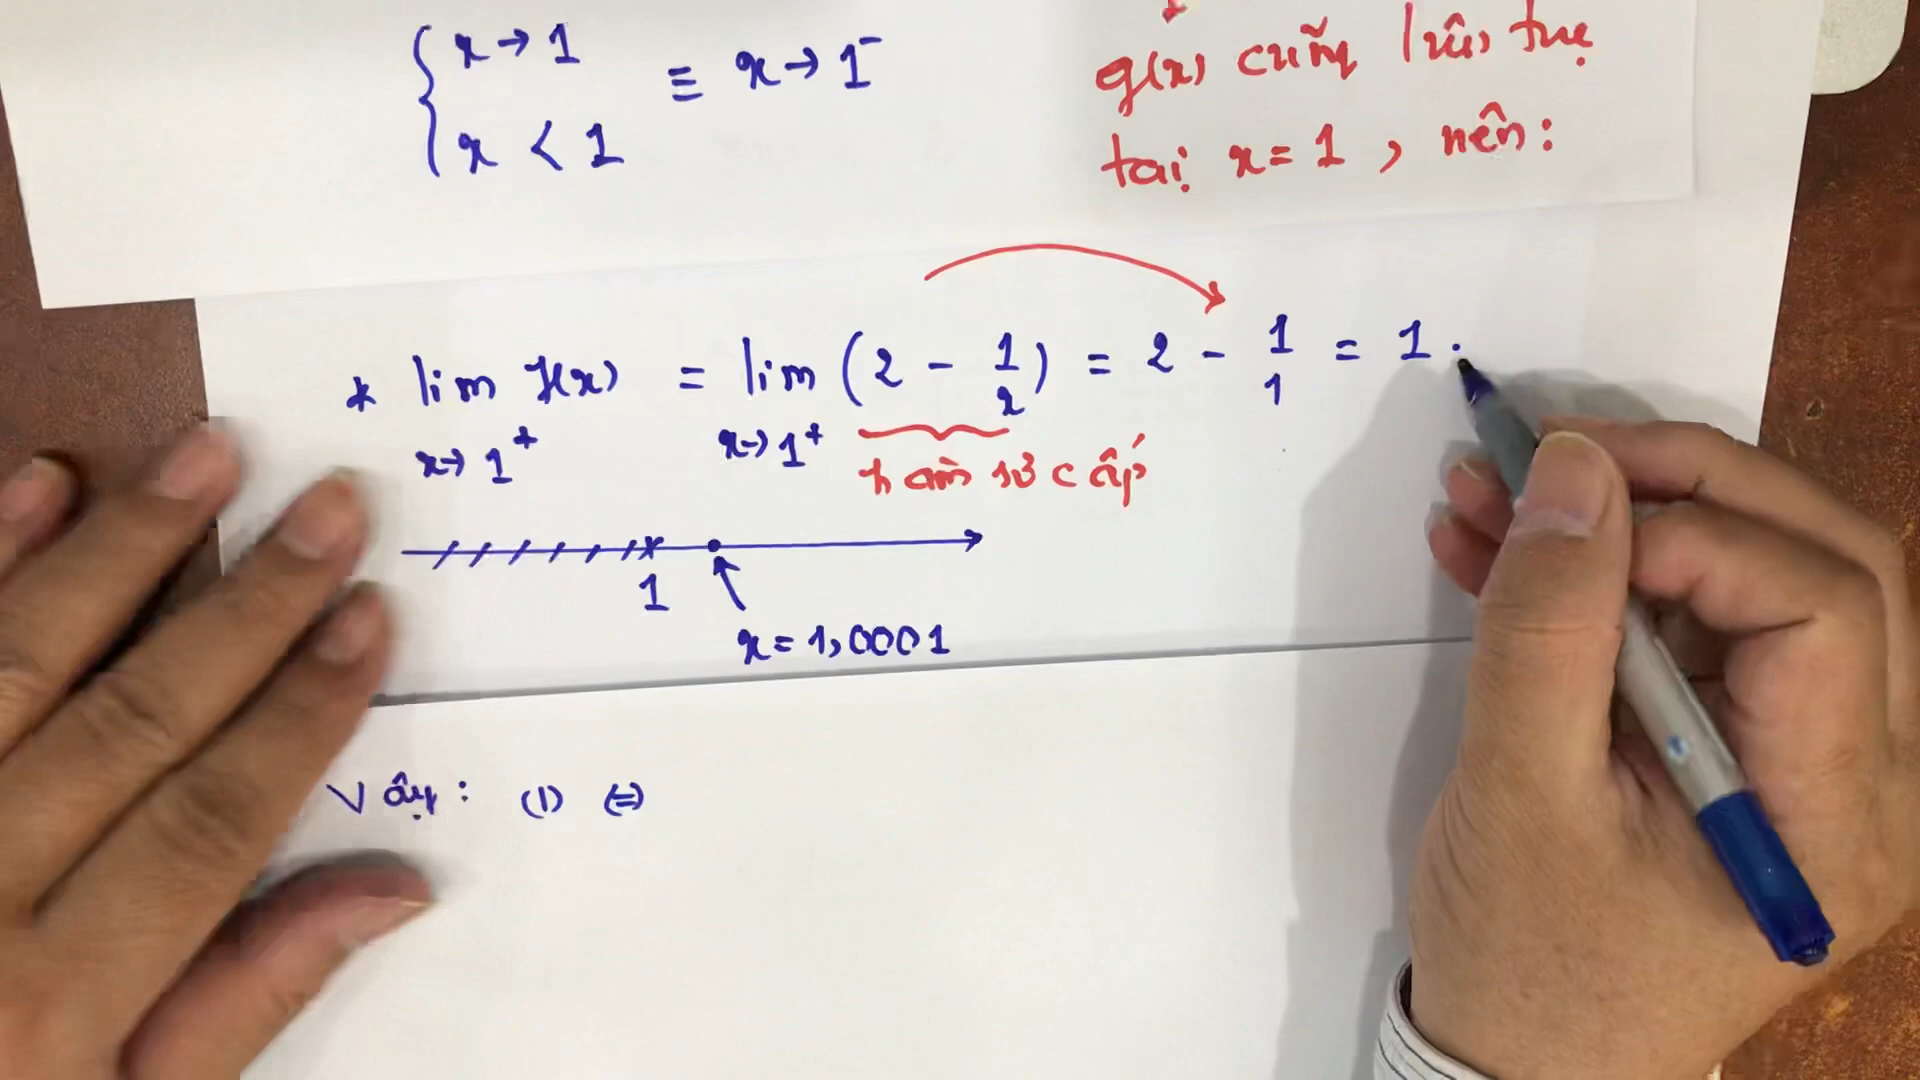 { x → 1
x < 1 ≡ x → 1⁻
g(x) cũng liên tục
tại x = 1 , nên :
* lim f(x) = lim (2 - 1/x) = 2 - 1/1 = 1 .
x → 1⁺ x → 1⁺
hàm sơ cấp
1
x = 1,0001
Vậy : (1) ⇔